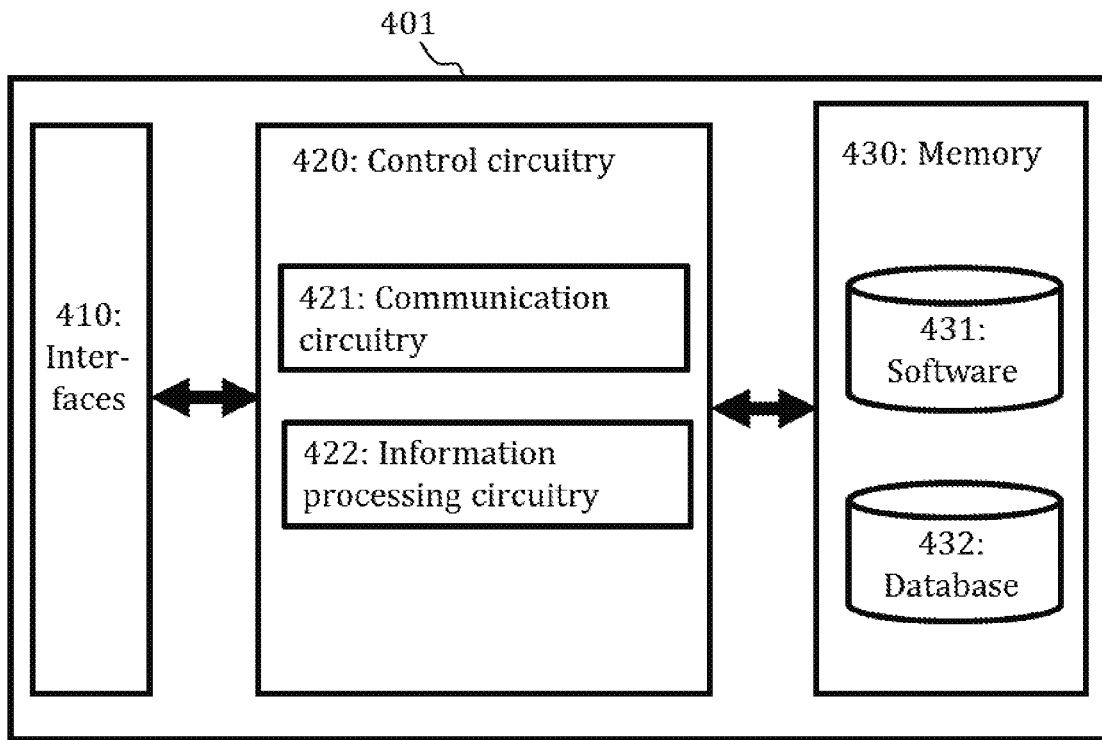 401
410:
Inter-
faces
420: Control circuitry
421: Communication
circuitry
422: Information
processing circuitry
430: Memory
431:
Software
432:
Database